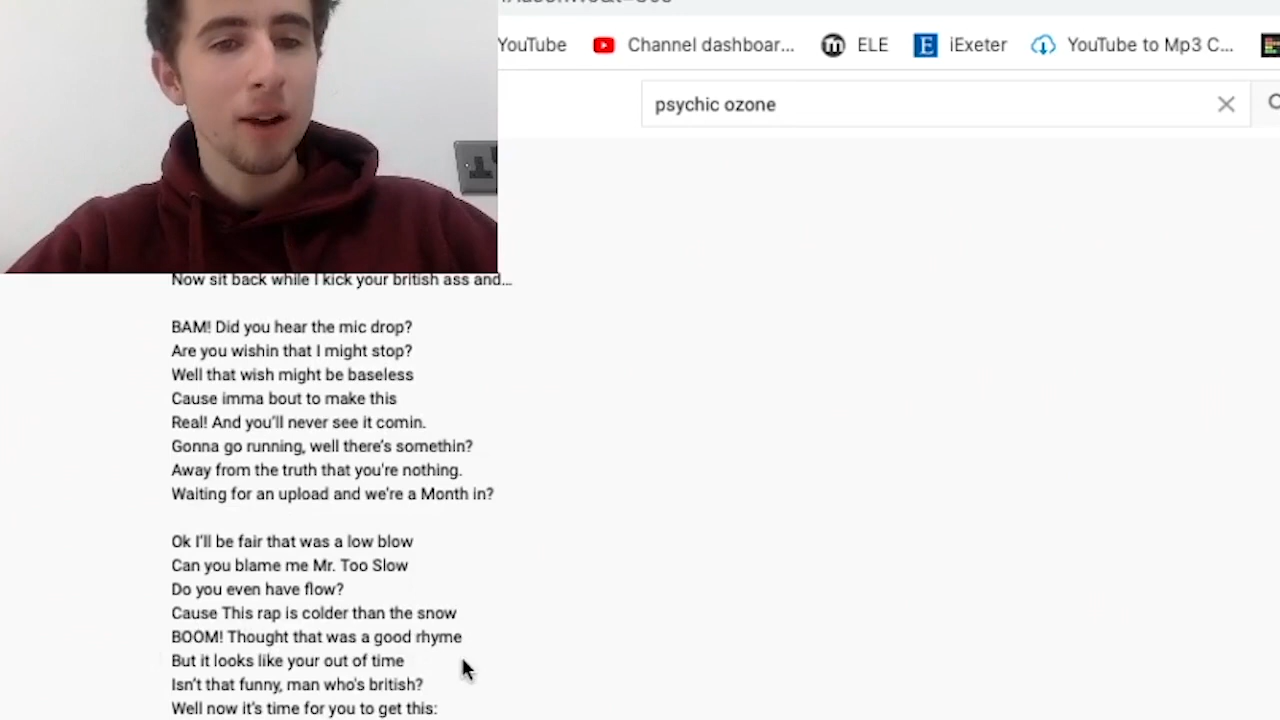 YouTube
Channel dashboar...
ELE
iExeter
YouTube to Mp3 C...
psychic ozone
Now sit back while I kick your british ass and...
BAM! Did you hear the mic drop?
Are you wishin that I might stop?
Well that wish might be baseless
Cause imma bout to make this
Real! And you'll never see it comin.
Gonna go running, well there's somethin?
Away from the truth that you're nothing.
Waiting for an upload and we're a Month in?
Ok I'll be fair that was a low blow
Can you blame me Mr. Too Slow
Do you even have flow?
Cause This rap is colder than the snow
BOOM! Thought that was a good rhyme
But it looks like your out of time
Isn't that funny, man who's british?
Well now it's time for you to get this: